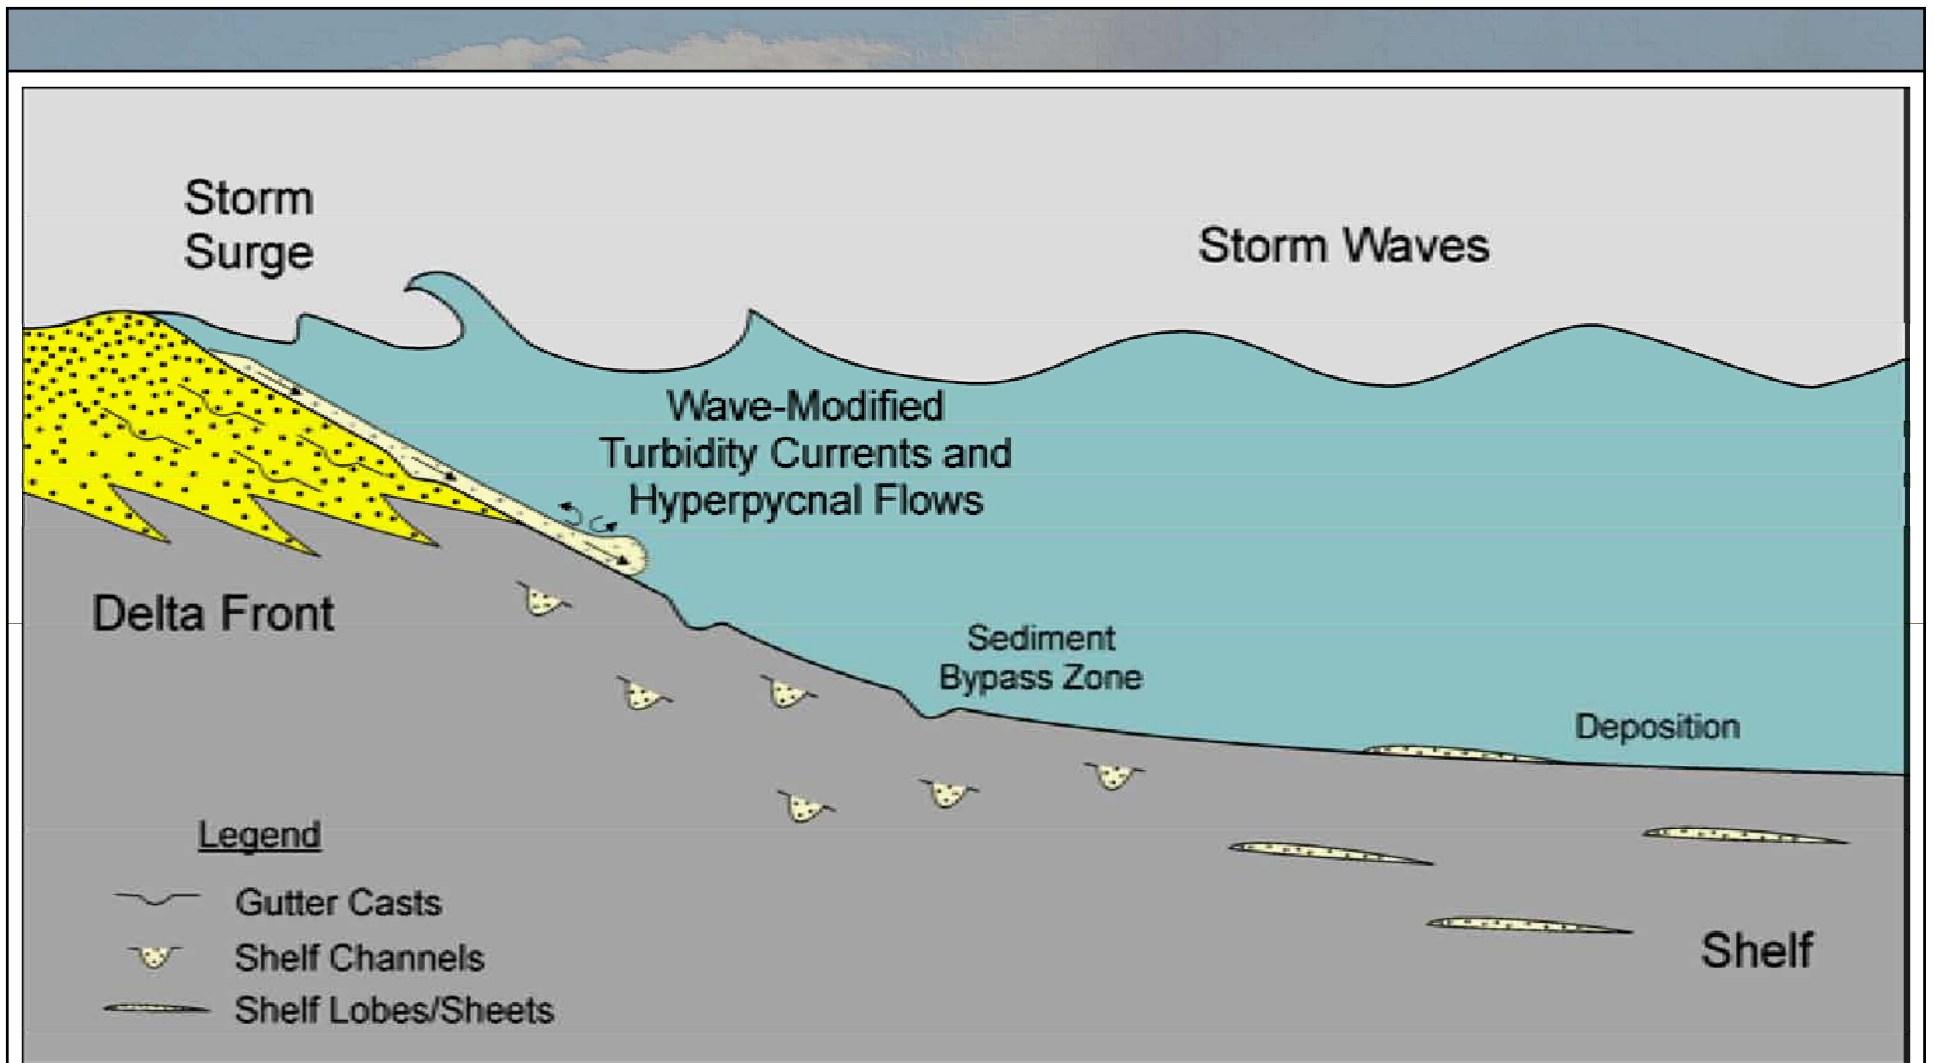 Storm
Surge
Storm Waves
Wave-Modified
Turbidity Currents and
Hyperpycnal Flows
Delta Front
Sediment
Bypass Zone
Deposition
Legend
Gutter Casts
Shelf Channels
Shelf Lobes/Sheets
Shelf